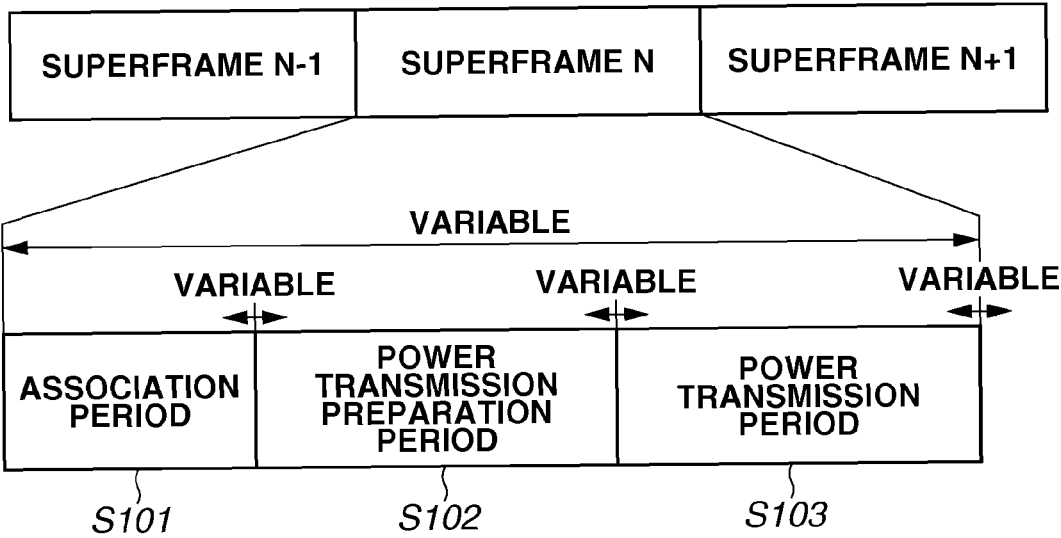 SUPERFRAME N-1
SUPERFRAME N
SUPERFRAME N+1
VARIABLE
VARIABLE
VARIABLE
VARIABLE
ASSOCIATION
PERIOD
POWER
TRANSMISSION
PREPARATION
PERIOD
POWER
TRANSMISSION
PERIOD
S101
S102
S103